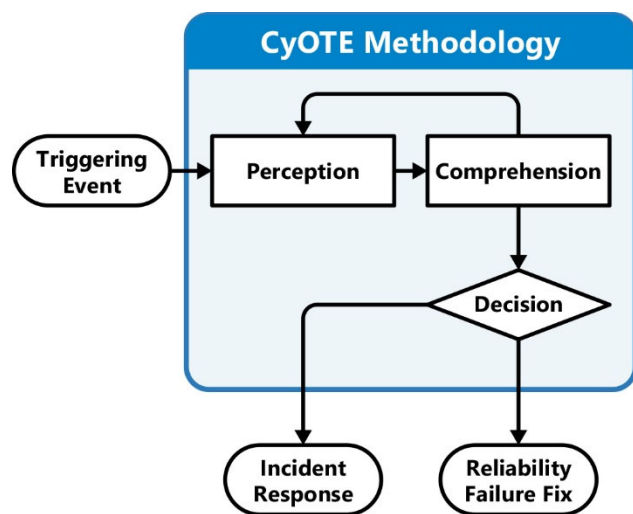 CyOTE Methodology
Triggering
Event
Perception
Comprehension
Decision
Incident
Response
Reliability
Failure Fix